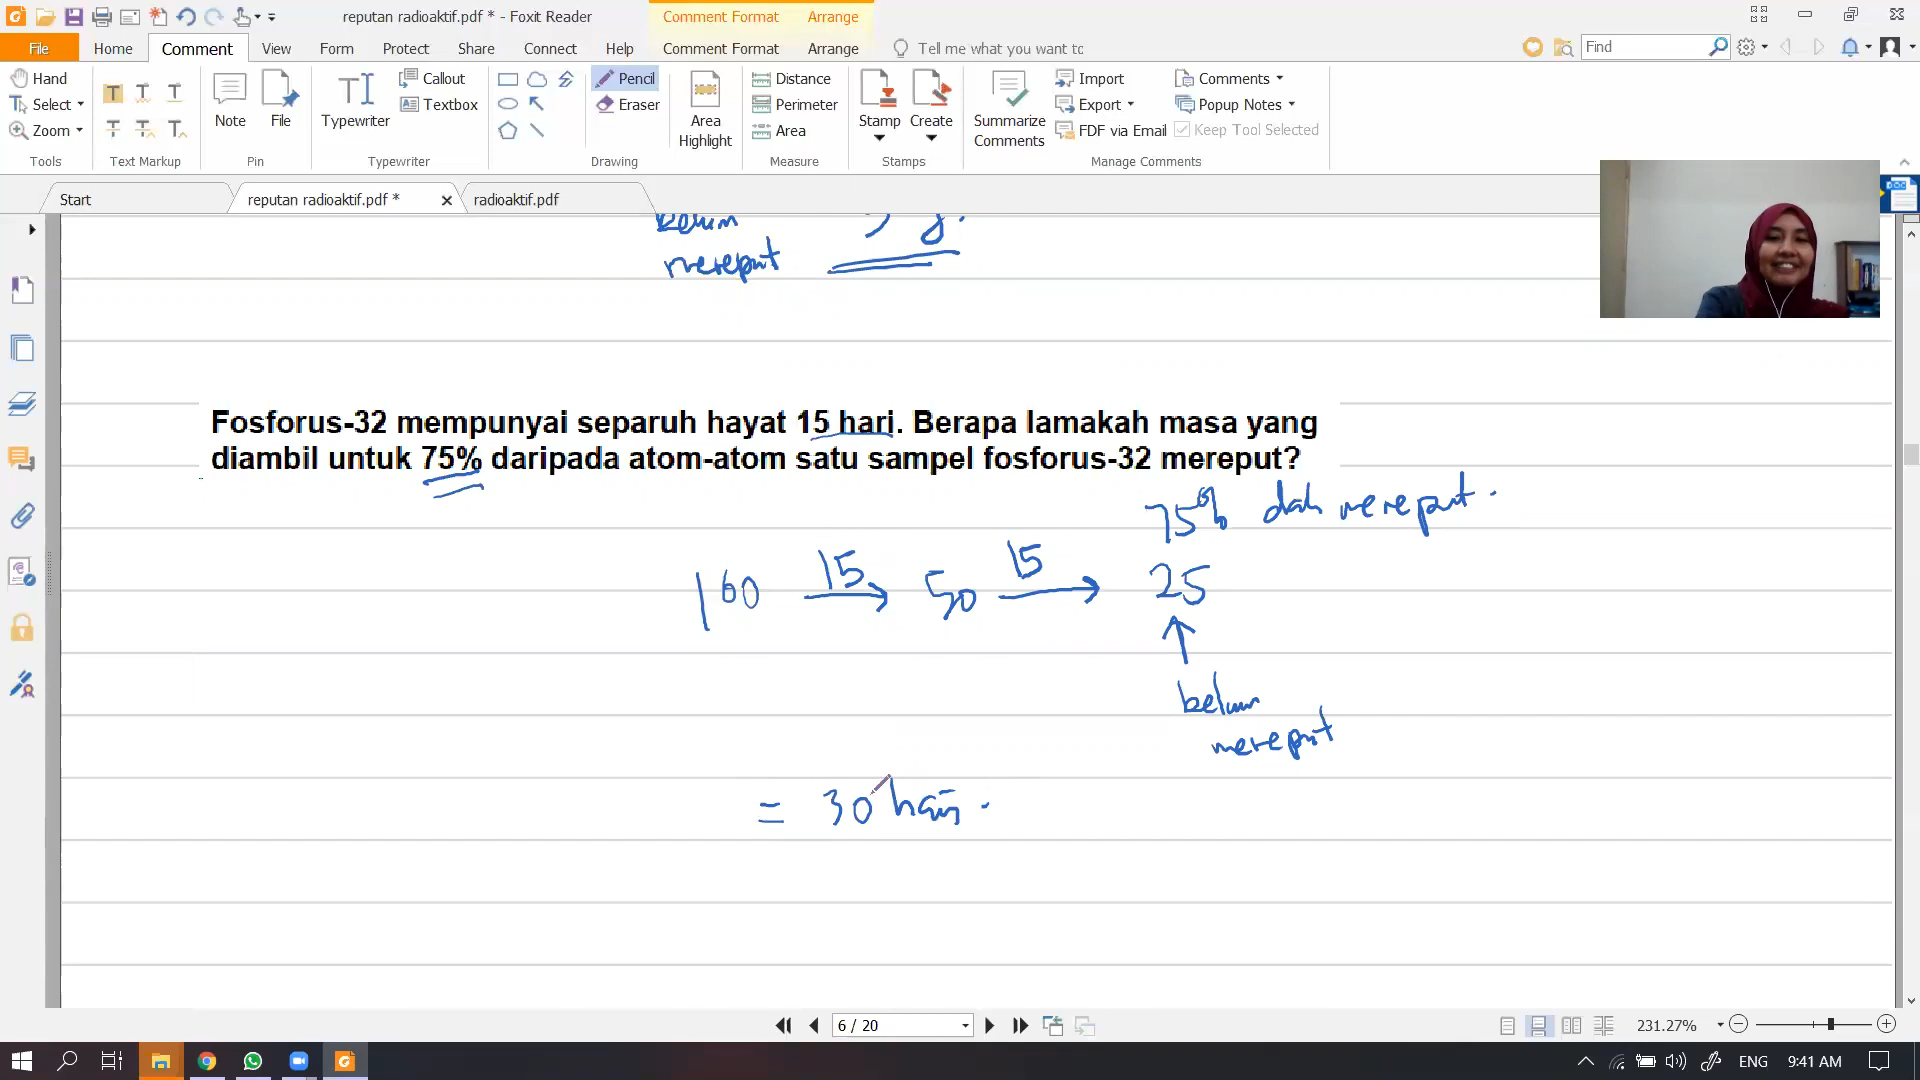 reputan radioaktif.pdf * - Foxit Reader
Comment Format
Arrange
File
Home
Comment
View
Form
Protect
Share
Connect
Help
Comment Format
Arrange
Tell me what you want to
Find
Hand
Select
Zoom
Tools
Text Markup
Note
File
Pin
Typewriter
Callout
Textbox
Typewriter
Pencil
Eraser
Drawing
Area
Highlight
Distance
Perimeter
Area
Measure
Stamp
Create
Stamps
Summarize
Comments
Import
Export
FDF via Email
Comments
Popup Notes
Keep Tool Selected
Manage Comments
Start
reputan radioaktif.pdf *
radioaktif.pdf
belum
mereput
Fosforus-32 mempunyai separuh hayat 15 hari. Berapa lamakah masa yang
diambil untuk 75% daripada atom-atom satu sampel fosforus-32 mereput?
75% dah mereput.
100 15 → 50 15 → 25
belum
mereput
= 30 hari.
6 / 20
231.27%
ENG
9:41 AM